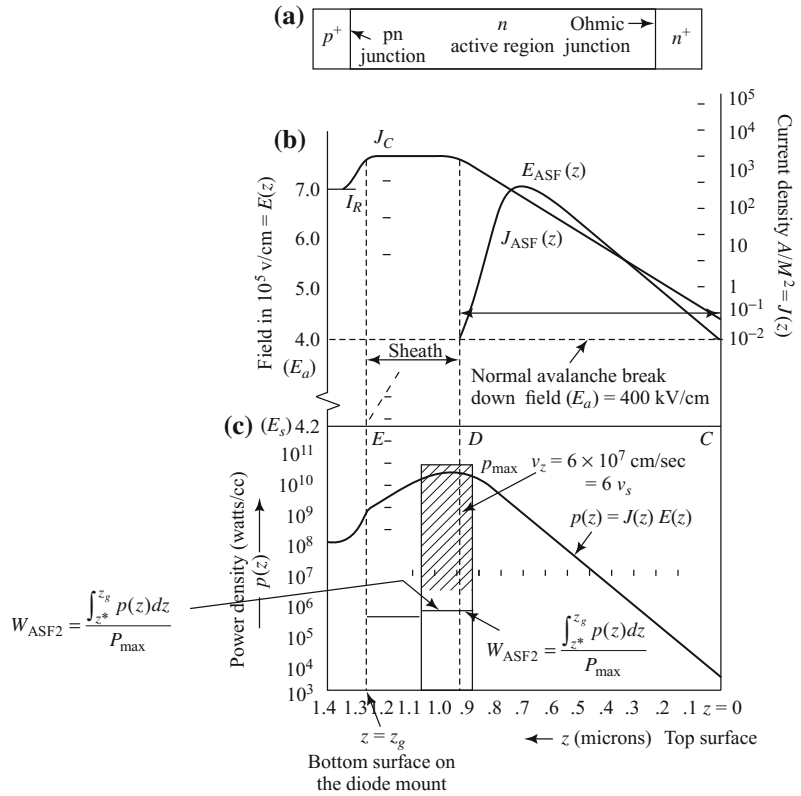 (a)
p+
pn
junction
n
active region
Ohmic
junction
n+
(b)
J_C
E_ASF (z)
J_ASF (z)
I_R
Field in 10^5 v/cm = E(z)
7.0
6.0
5.0
4.0
(E_a)
10^5
10^4
10^3
10^2
10
1
10^-1
10^-2
Current density A/M^2 = J(z)
Sheath
Normal avalanche break
down field (E_a) = 400 kV/cm
(c)
(E_s) 4.2
E
D
C
10^11
10^10
10^9
10^8
10^7
10^6
10^5
10^4
10^3
Power density (watts/cc)
p(z)
p_max
v_z = 6 × 10^7 cm/sec
= 6 v_s
p(z) = J(z) E(z)
W_ASF2 = ∫_{z*}^{z_g} p(z)dz / P_max
W_ASF2 = ∫_{z*}^{z_g} p(z)dz / P_max
1.4 1.3 1.2 1.1 1.0 .9 .8 .7 .6 .5 .4 .3 .2 .1 z = 0
z = z_g
z (microns) Top surface
Bottom surface on
the diode mount